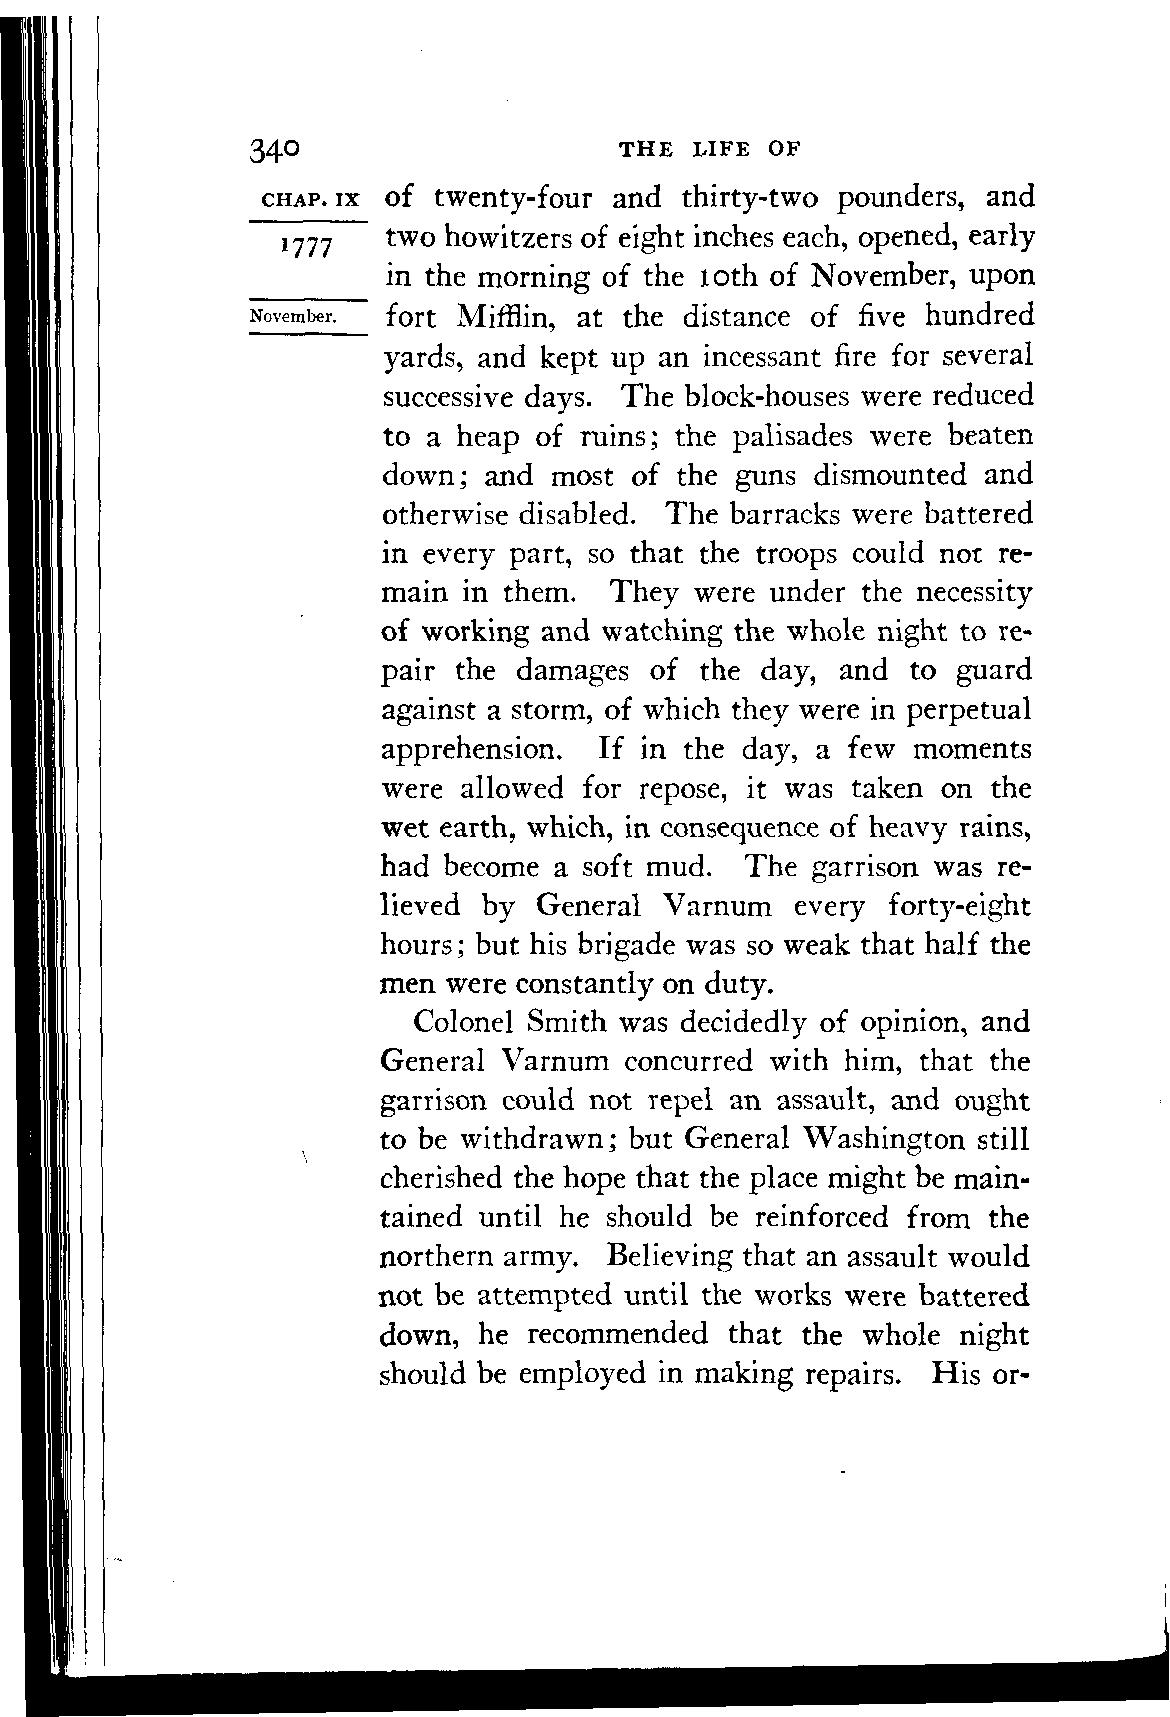 340 THE LIFE OF
CHAP. IX of twenty-four and thirty-two pounders, and
1777 two howitzers of eight inches each, opened, early
in the morning of the 10th of November, upon
November. fort Mifflin, at the distance of five hundred
yards, and kept up an incessant fire for several
successive days. The block-houses were reduced
to a heap of ruins; the palisades were beaten
down; and most of the guns dismounted and
otherwise disabled. The barracks were battered
in every part, so that the troops could not re-
main in them. They were under the necessity
of working and watching the whole night to re-
pair the damages of the day, and to guard
against a storm, of which they were in perpetual
apprehension. If in the day, a few moments
were allowed for repose, it was taken on the
wet earth, which, in consequence of heavy rains,
had become a soft mud. The garrison was re-
lieved by General Varnum every forty-eight
hours; but his brigade was so weak that half the
men were constantly on duty.
Colonel Smith was decidedly of opinion, and
General Varnum concurred with him, that the
garrison could not repel an assault, and ought
to be withdrawn; but General Washington still
cherished the hope that the place might be main-
tained until he should be reinforced from the
northern army. Believing that an assault would
not be attempted until the works were battered
down, he recommended that the whole night
should be employed in making repairs. His or-